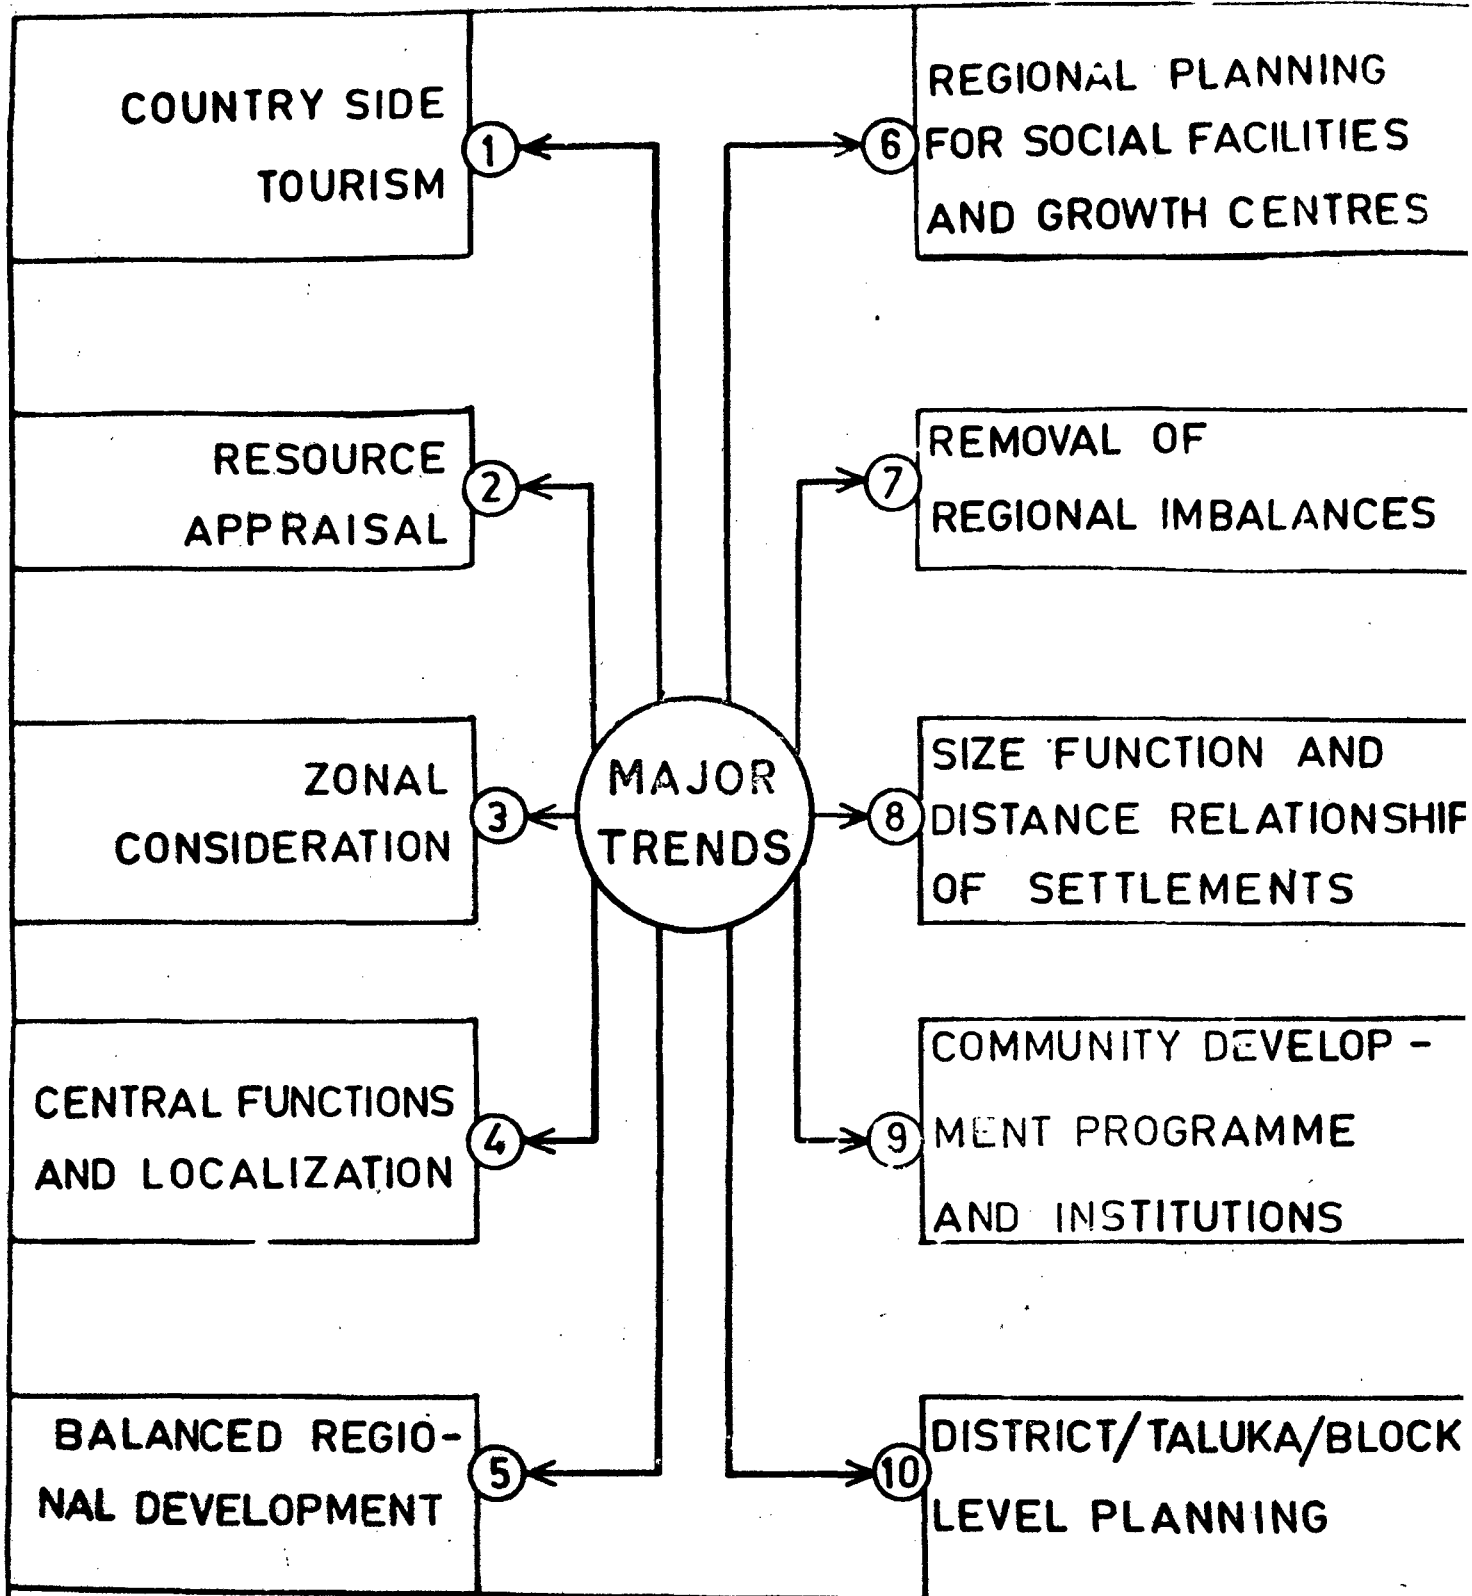 COUNTRY SIDE
TOURISM
1
RESOURCE
APPRAISAL
2
ZONAL
CONSIDERATION
3
CENTRAL FUNCTIONS
AND LOCALIZATION
4
BALANCED REGIO-
NAL DEVELOPMENT
5
MAJOR
TRENDS
6
REGIONAL PLANNING
FOR SOCIAL FACILITIES
AND GROWTH CENTRES
7
REMOVAL OF
REGIONAL IMBALANCES
8
SIZE FUNCTION AND
DISTANCE RELATIONSHIP
OF SETTLEMENTS
9
COMMUNITY DEVELOP-
MENT PROGRAMME
AND INSTITUTIONS
10
DISTRICT/TALUKA/BLOCK
LEVEL PLANNING